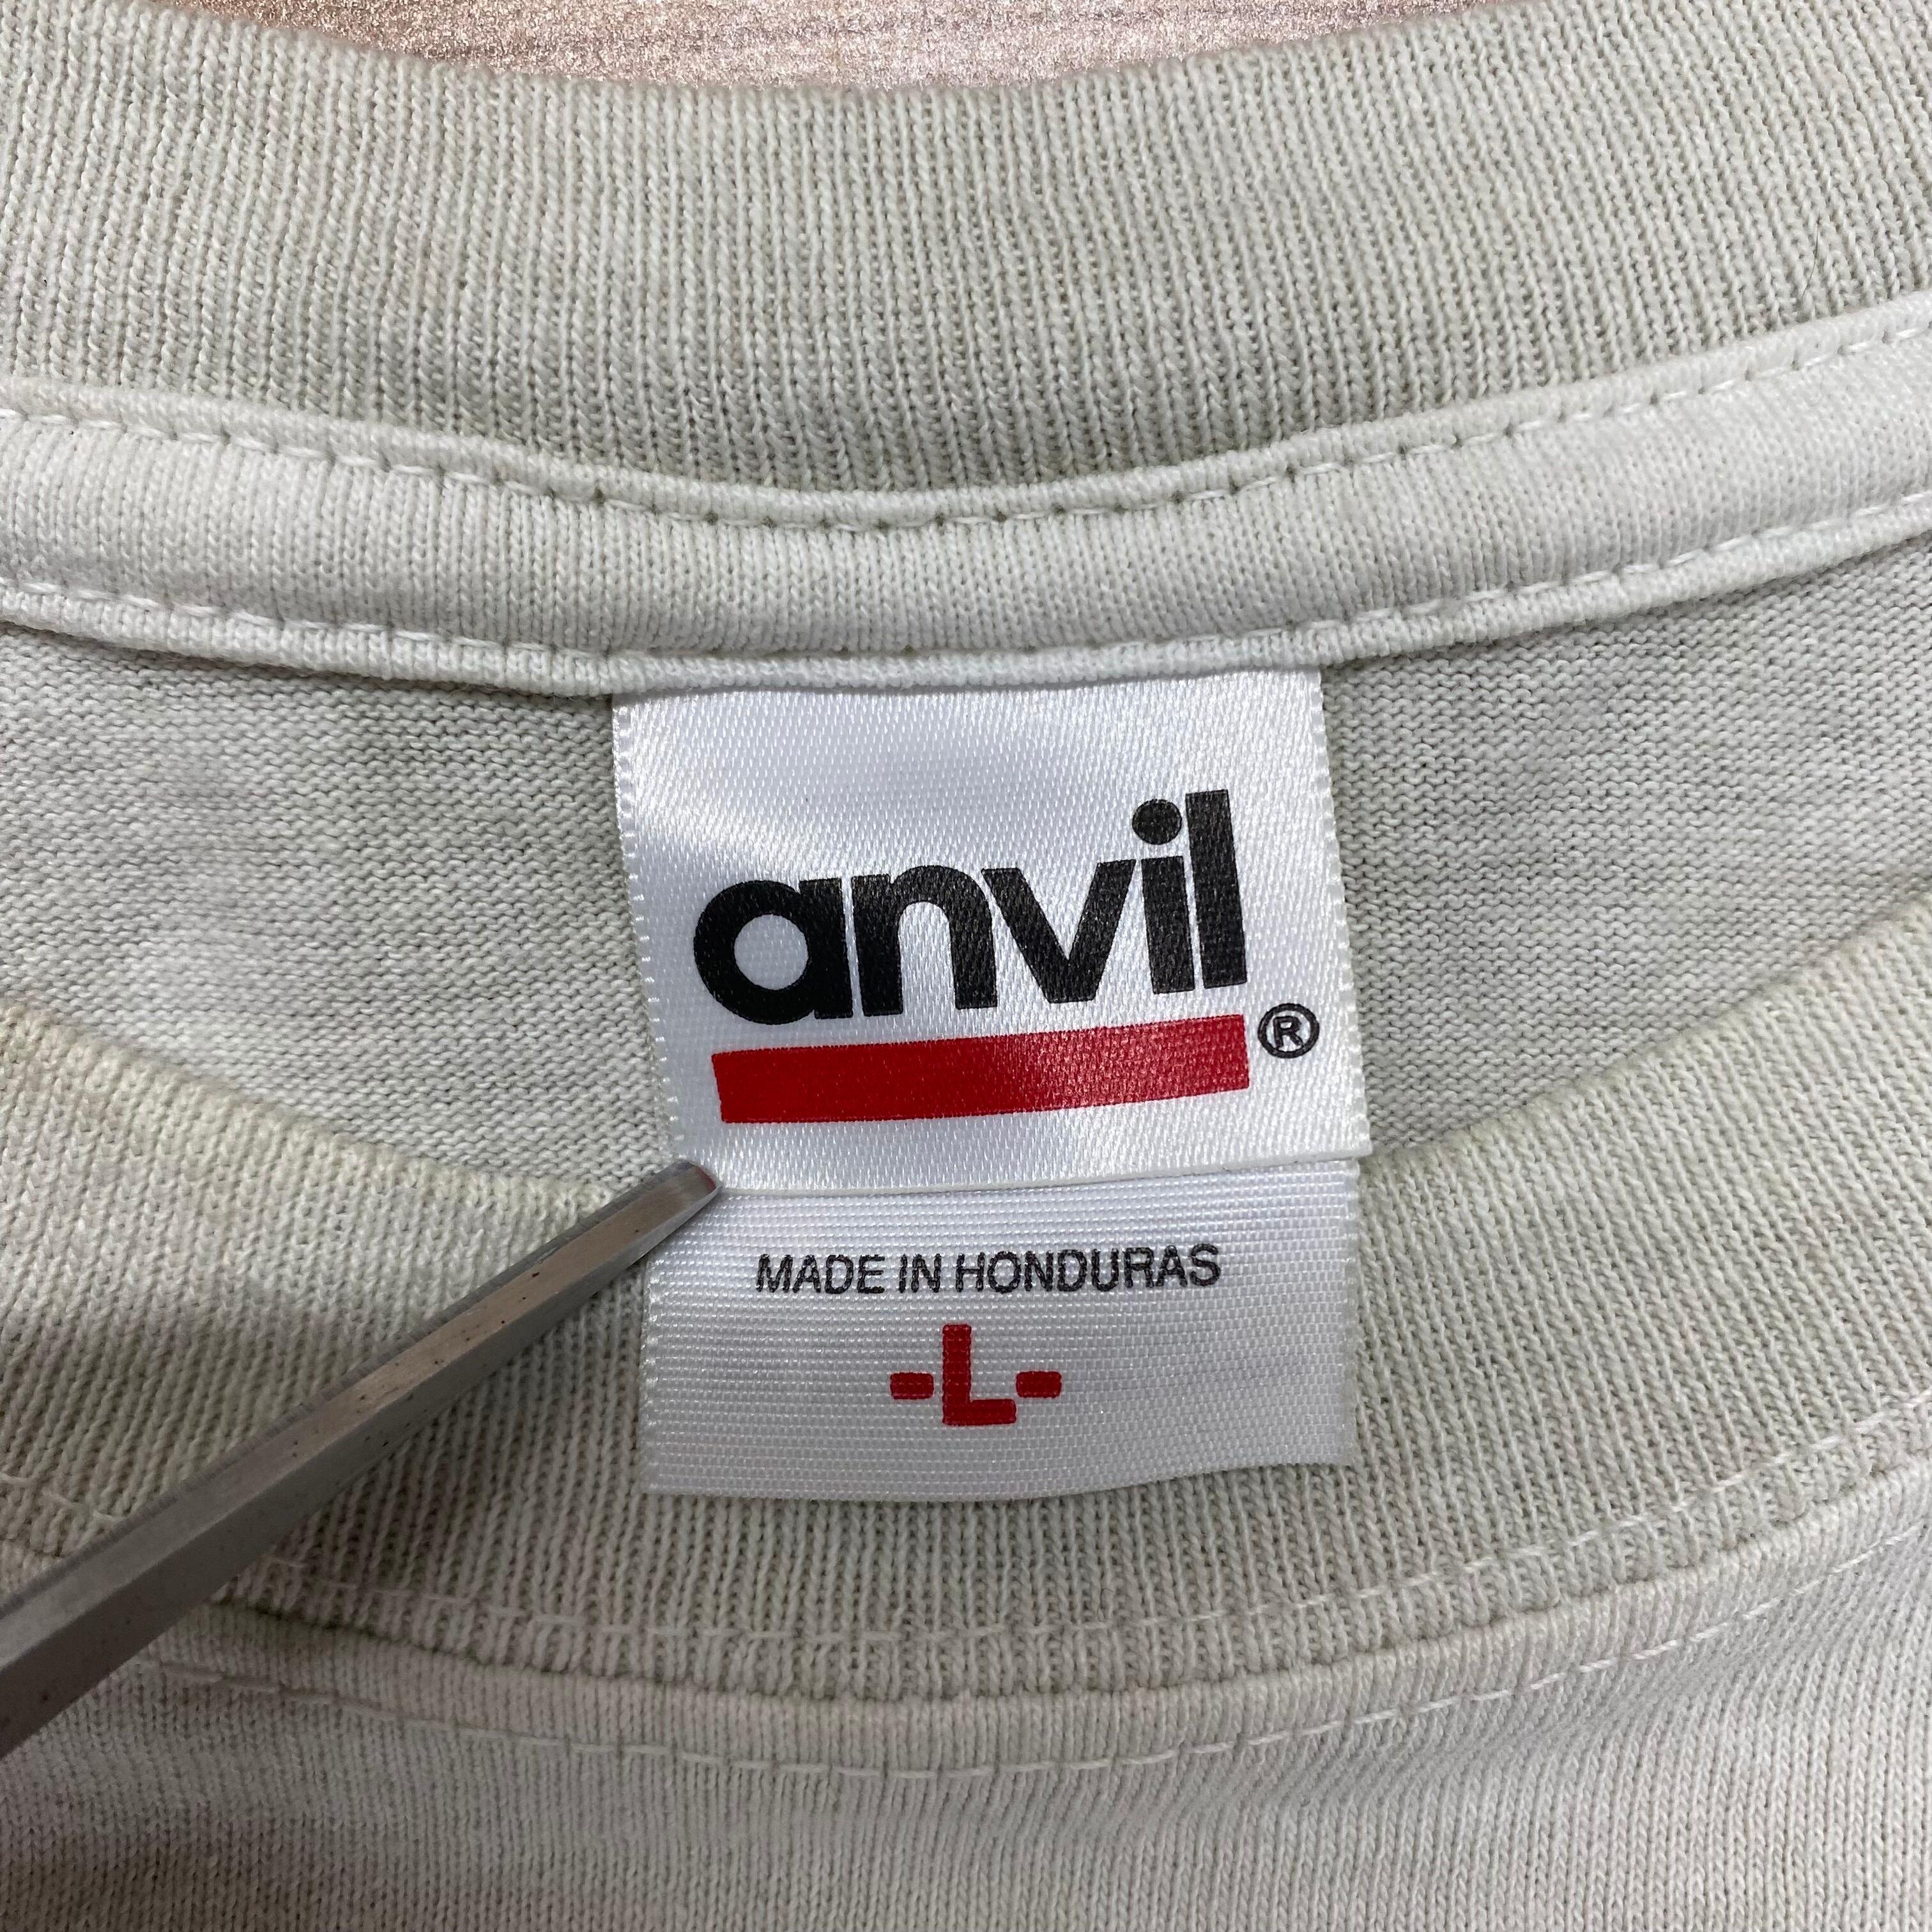 anvil®
MADE IN HONDURAS
-L-